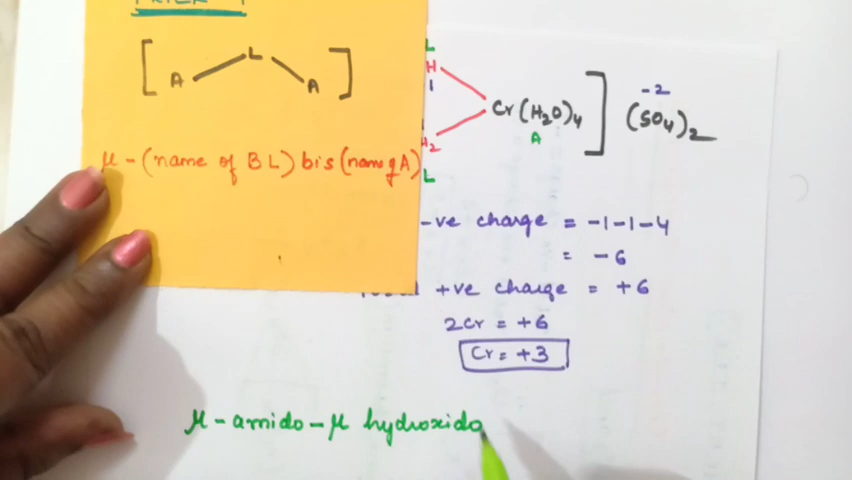 [ A L A ]
μ - (name of BL) bis (name of A)
L
H
Cr(H2O)4 ] (SO4)2
-2
A
H2
L
-ve charge = -1-1-4
= -6
+ve charge = +6
2Cr = +6
Cr = +3
μ - amido - μ hydroxido